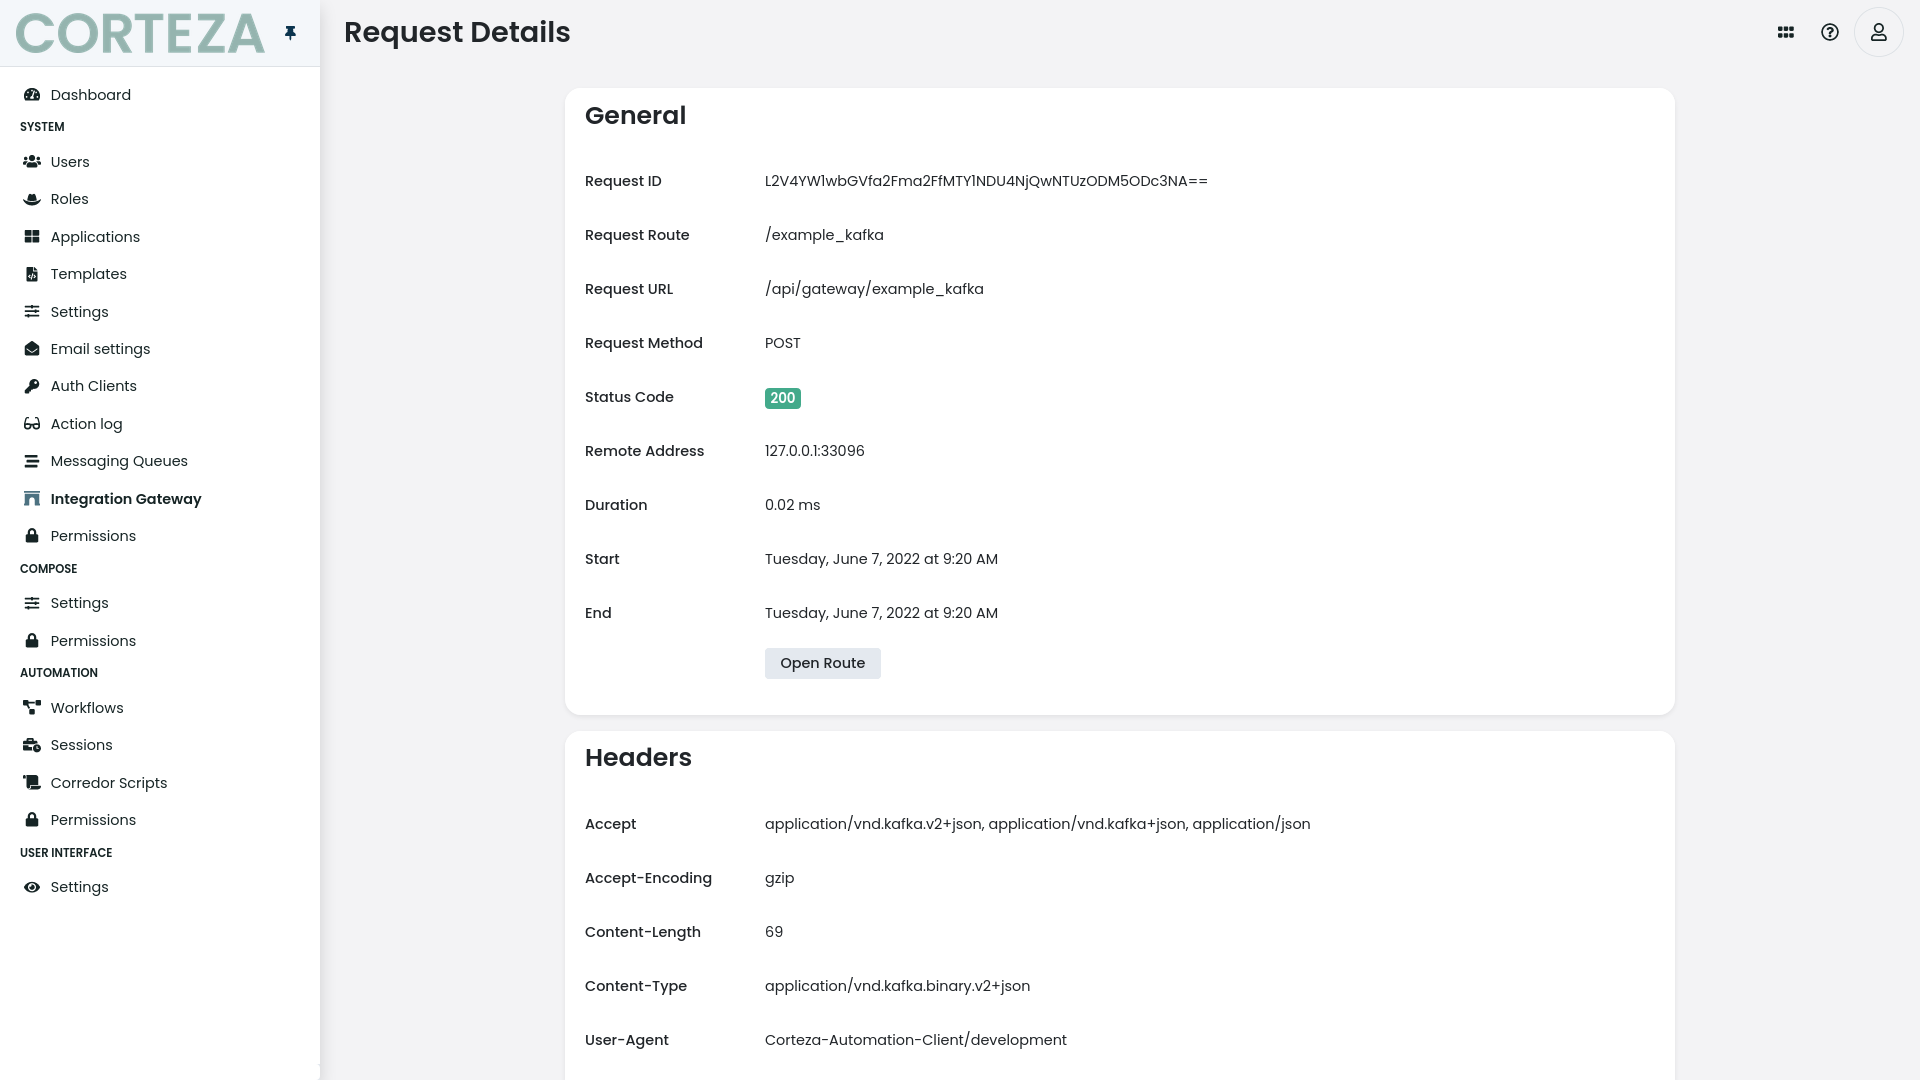 CORTEZA
Request Details
Dashboard
SYSTEM
Users
Roles
Applications
Templates
Settings
Email settings
Auth Clients
Action log
Messaging Queues
Integration Gateway
Permissions
COMPOSE
Settings
Permissions
AUTOMATION
Workflows
Sessions
Corredor Scripts
Permissions
USER INTERFACE
Settings
General
Request ID L2V4YW1wbGVfa2Fma2FfMTY1NDU4NjQwNTUzODM5ODc3NA==
Request Route /example_kafka
Request URL /api/gateway/example_kafka
Request Method POST
Status Code 200
Remote Address 127.0.0.1:33096
Duration 0.02 ms
Start Tuesday, June 7, 2022 at 9:20 AM
End Tuesday, June 7, 2022 at 9:20 AM
Open Route
Headers
Accept application/vnd.kafka.v2+json, application/vnd.kafka+json, application/json
Accept-Encoding gzip
Content-Length 69
Content-Type application/vnd.kafka.binary.v2+json
User-Agent Corteza-Automation-Client/development